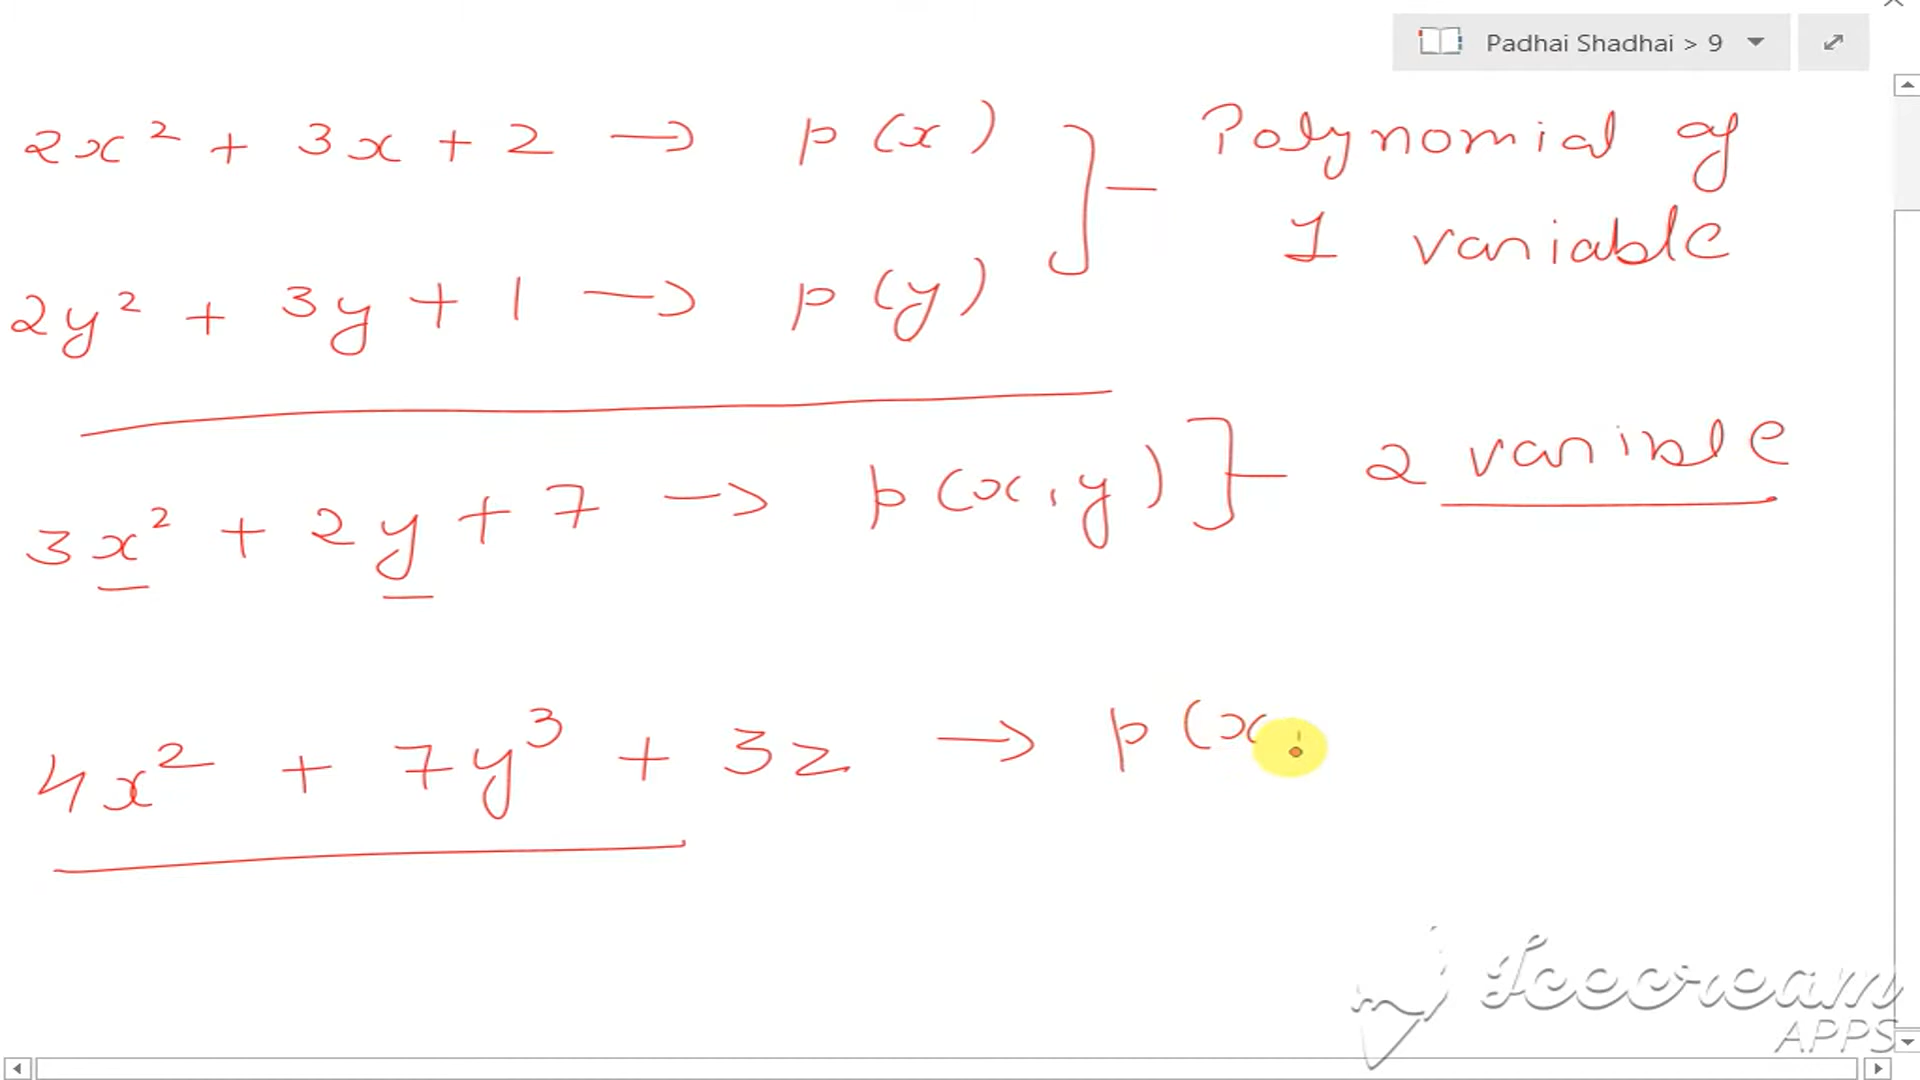 Padhai Shadhai > 9
2x² + 3x + 2 → p(x)
Polynomial of
1 variable
2y² + 3y + 1 → p(y)
3x² + 2y + 7 → p(x,y)
2 variable
4x² + 7y³ + 3z → p(x
Icecream
APPS